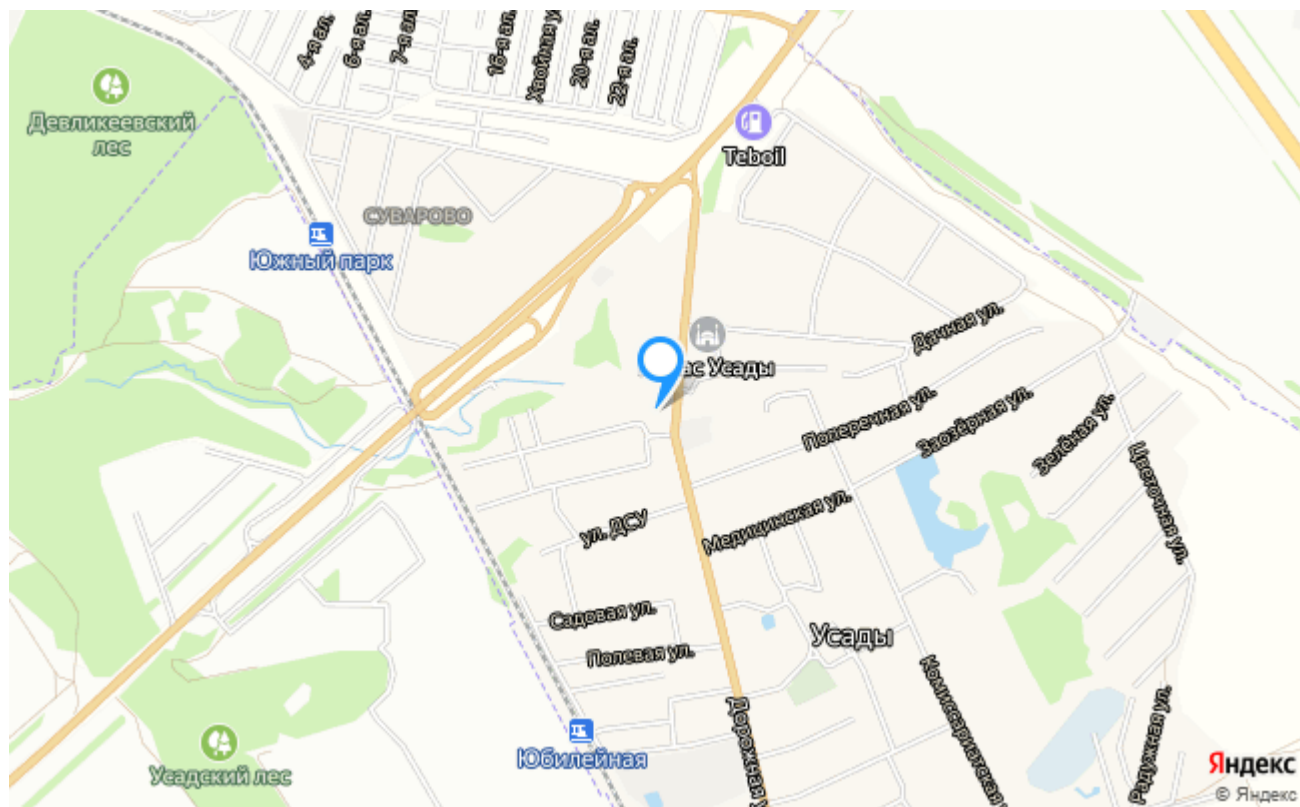 4-я ал.
6-я ал.
7-я ал.
16-я ал.
Хвойная у
20-я ал.
22-я ал.
Девликеевский
лес
Teboil
СУВАРОВО
Южный парк
Дачная ул.
ас Усады
Поперечная ул.
Заозёрная ул.
Зелёная ул.
Цветочная ул.
ул. ДСУ
Медицинская ул.
Садовая ул.
Усады
Полевая ул.
Комиссариатская
Дорожная у
Радужная ул.
Юбилейная
Усадский лес
Яндекс
© Яндекс